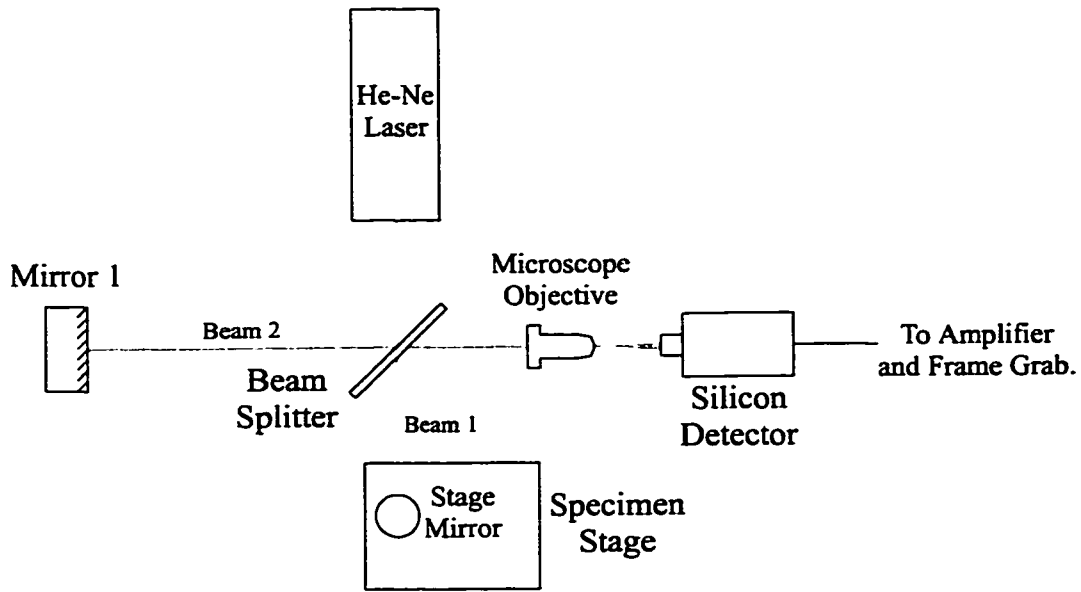 He-Ne
Laser
Mirror 1
Microscope
Objective
Beam 2
To Amplifier
and Frame Grab.
Beam
Splitter
Silicon
Detector
Beam 1
Stage
Mirror
Specimen
Stage